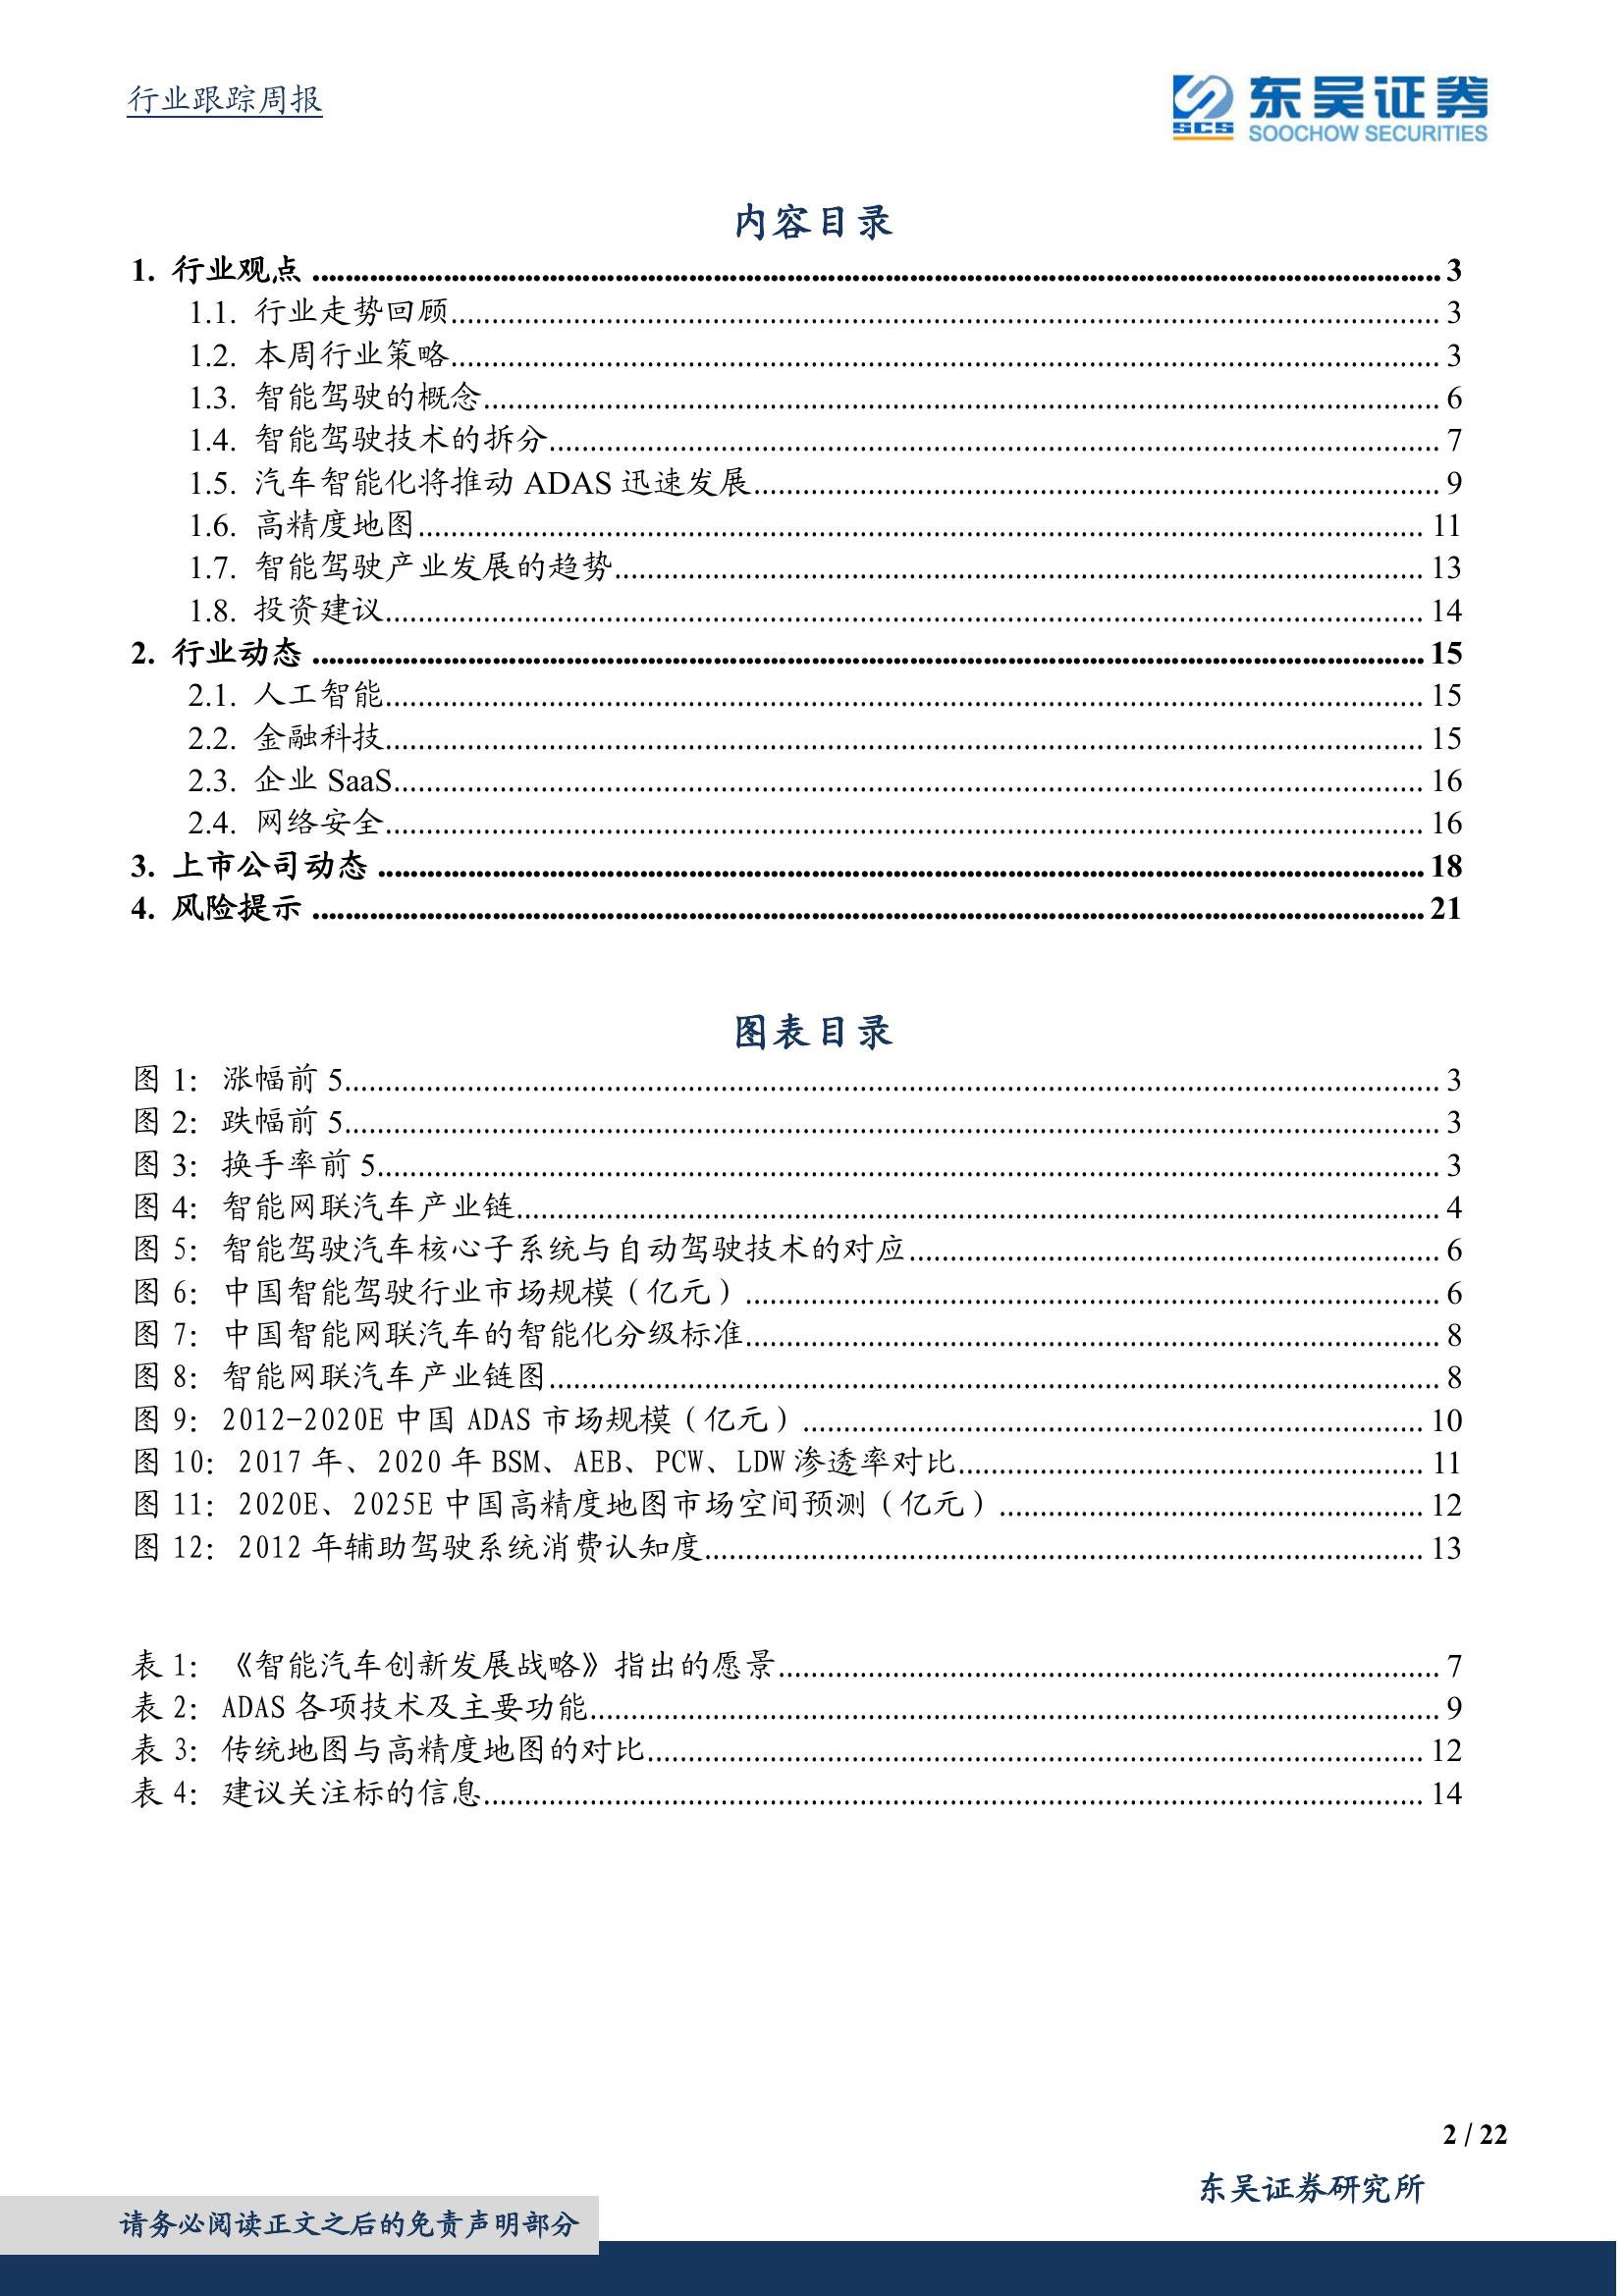 行业跟踪周报
东吴证券
SCS
SOOCHOW SECURITIES
内容目录
1. 行业观点 ........ 3
1.1. 行业走势回顾 ........ 3
1.2. 本周行业策略 ........ 3
1.3. 智能驾驶的概念 ........ 6
1.4. 智能驾驶技术的拆分 ........ 7
1.5. 汽车智能化将推动 ADAS 迅速发展 ........ 9
1.6. 高精度地图 ........ 11
1.7. 智能驾驶产业发展的趋势 ........ 13
1.8. 投资建议 ........ 14
2. 行业动态 ........ 15
2.1. 人工智能 ........ 15
2.2. 金融科技 ........ 15
2.3. 企业 SaaS ........ 16
2.4. 网络安全 ........ 16
3. 上市公司动态 ........ 18
4. 风险提示 ........ 21
图表目录
图 1：涨幅前 5 ........ 3
图 2：跌幅前 5 ........ 3
图 3：换手率前 5 ........ 3
图 4：智能网联汽车产业链 ........ 4
图 5：智能驾驶汽车核心子系统与自动驾驶技术的对应 ........ 6
图 6：中国智能驾驶行业市场规模（亿元） ........ 6
图 7：中国智能网联汽车的智能化分级标准 ........ 8
图 8：智能网联汽车产业链图 ........ 8
图 9：2012-2020E 中国 ADAS 市场规模（亿元） ........ 10
图 10：2017 年、2020 年 BSM、AEB、PCW、LDW 渗透率对比 ........ 11
图 11：2020E、2025E 中国高精度地图市场空间预测（亿元） ........ 12
图 12：2012 年辅助驾驶系统消费认知度 ........ 13
表 1：《智能汽车创新发展战略》指出的愿景 ........ 7
表 2：ADAS 各项技术及主要功能 ........ 9
表 3：传统地图与高精度地图的对比 ........ 12
表 4：建议关注标的信息 ........ 14
2 / 22
东吴证券研究所
请务必阅读正文之后的免责声明部分